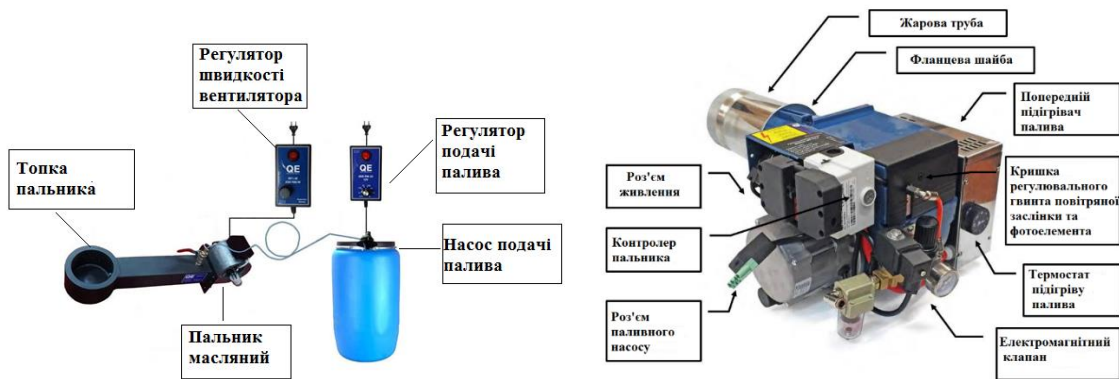 Регулятор
швидкості
вентилятора
Регулятор
подачі
палива
Топка
пальника
Насос подачі
палива
Пальник
масляний
QE
QE
Жарова труба
Фланцева шайба
Попередній
підігрівач
палива
Роз'єм
живлення
Кришка
регулювального
гвинта повітряної
заслінки та
фотоелемента
Контролер
пальника
Термостат
підігріву
палива
Роз'єм
паливного
насосу
Електромагнітний
клапан